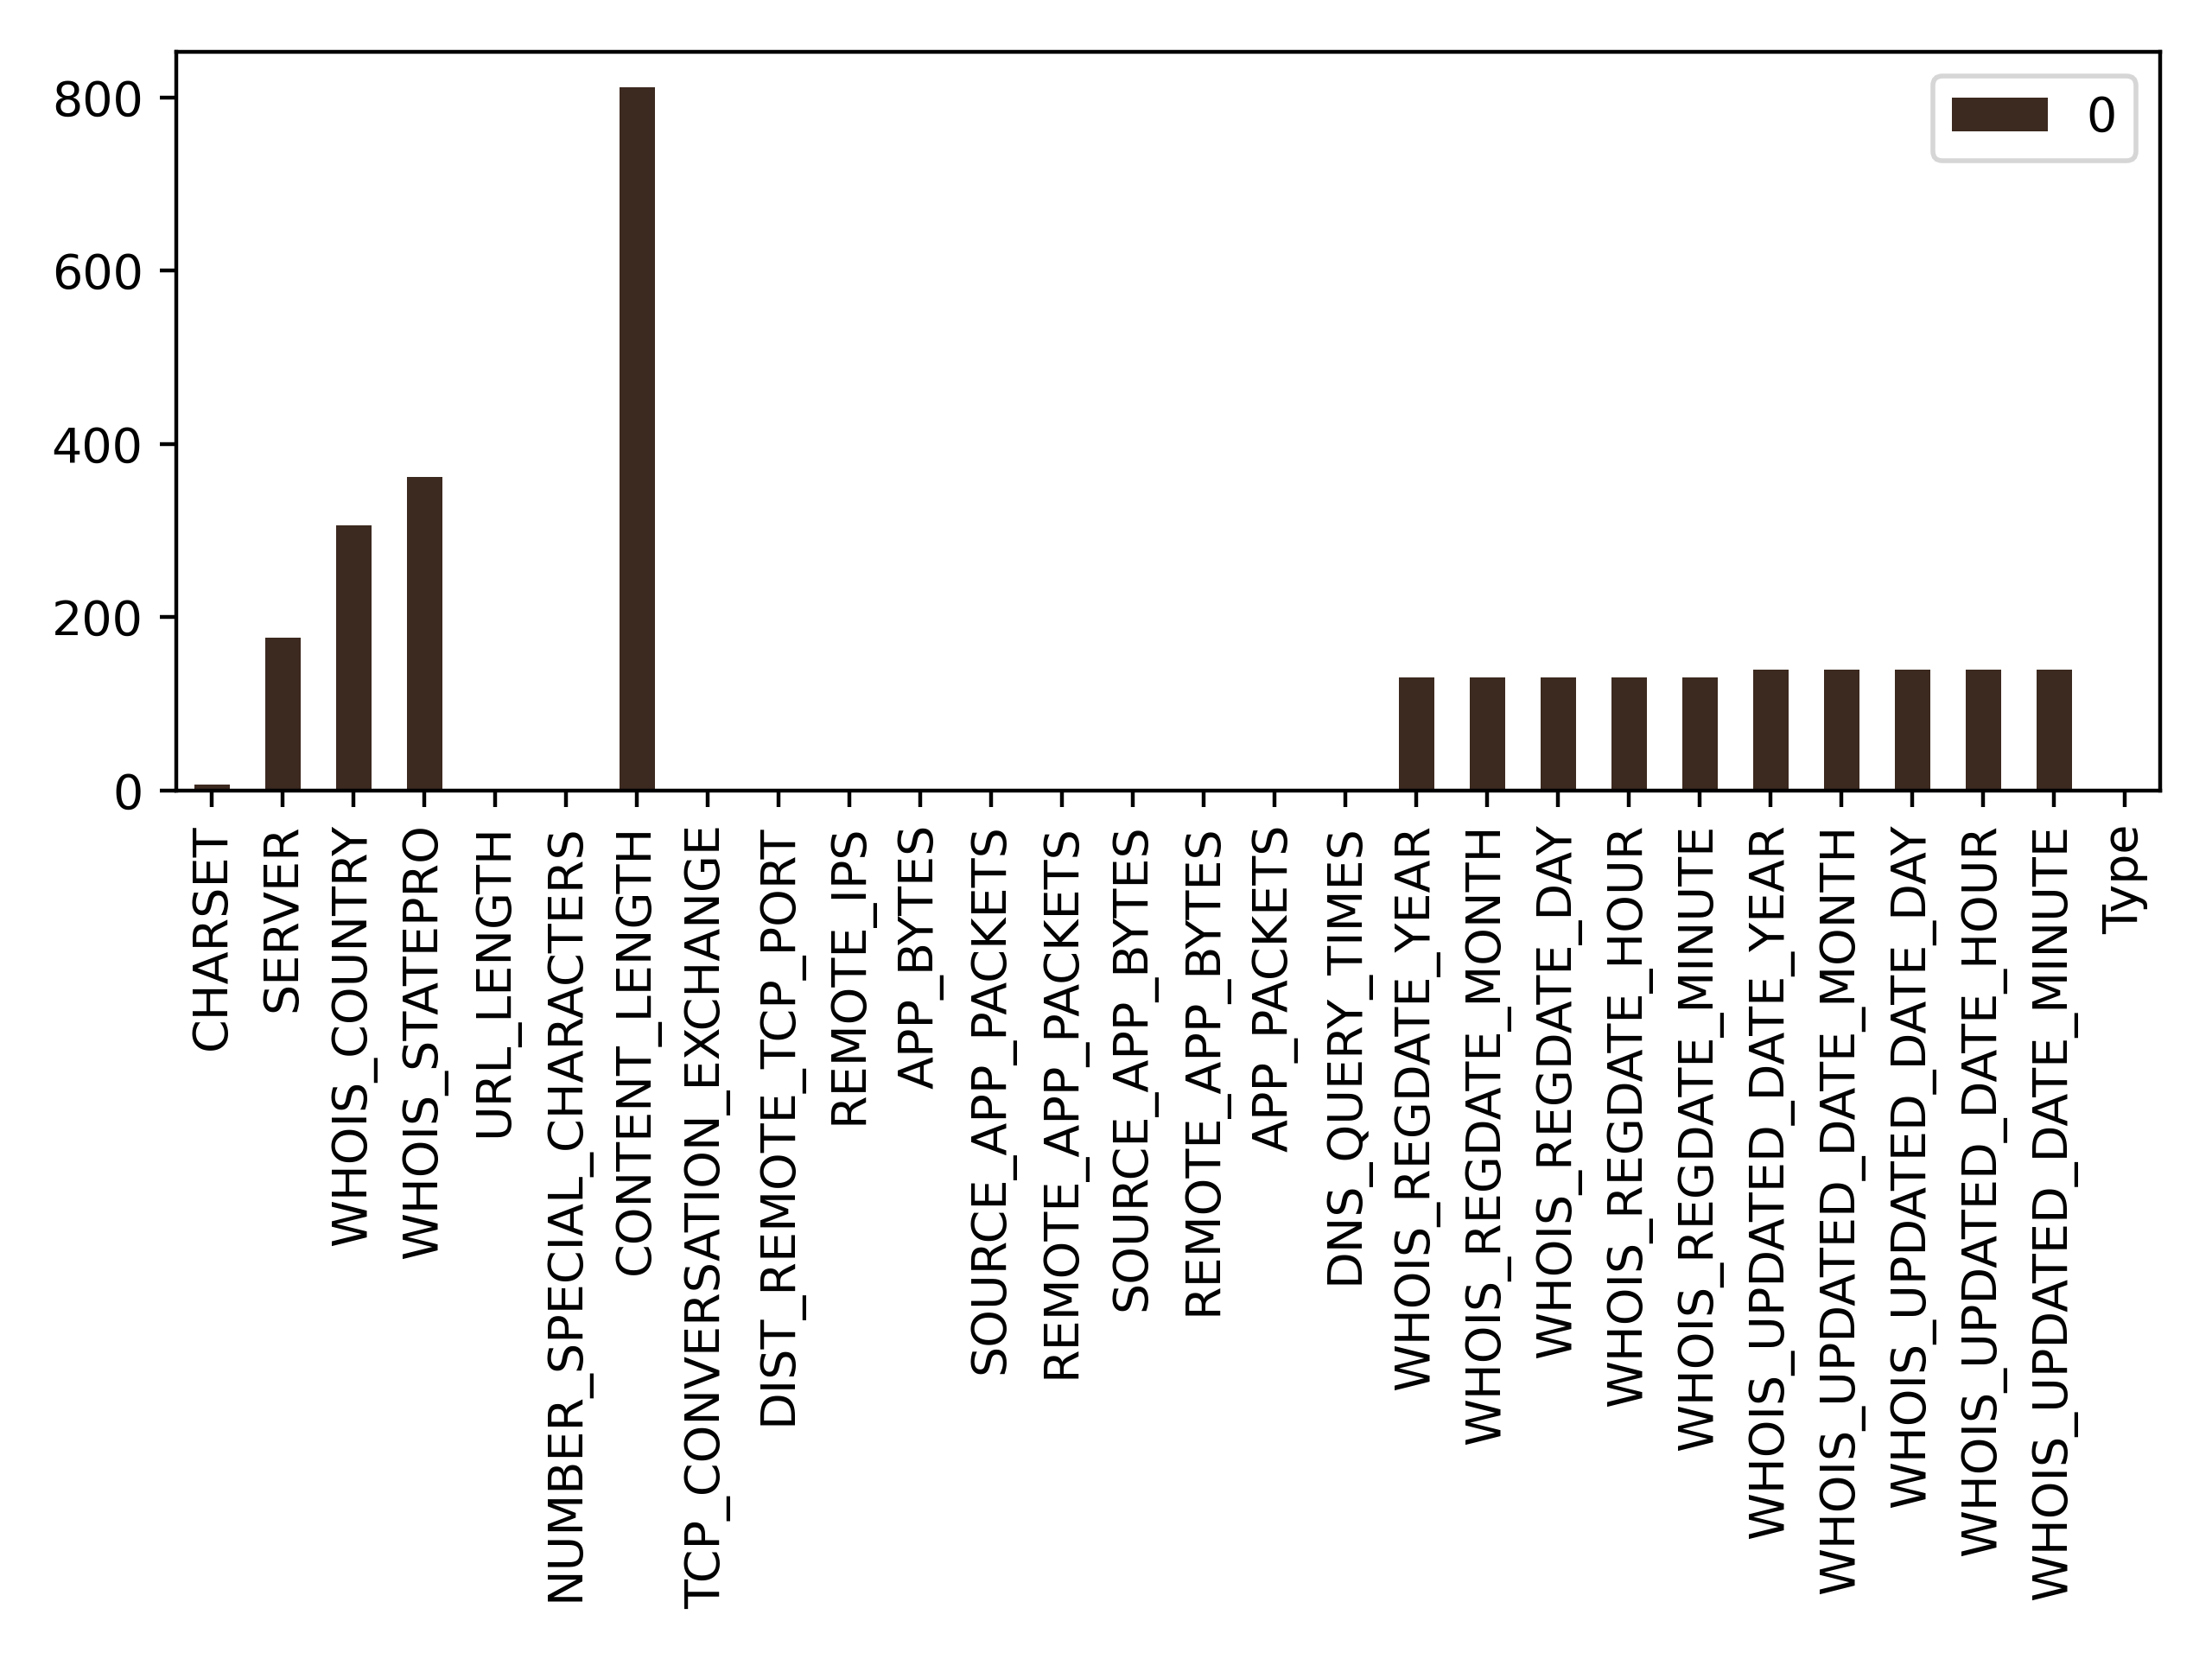 800
600
400
200
0
0
CHARSET
SERVER
WHOIS_COUNTRY
WHOIS_STATEPRO
URL_LENGTH
NUMBER_SPECIAL_CHARACTERS
CONTENT_LENGTH
TCP_CONVERSATION_EXCHANGE
DIST_REMOTE_TCP_PORT
REMOTE_IPS
APP_BYTES
SOURCE_APP_PACKETS
REMOTE_APP_PACKETS
SOURCE_APP_BYTES
REMOTE_APP_BYTES
APP_PACKETS
DNS_QUERY_TIMES
WHOIS_REGDATE_YEAR
WHOIS_REGDATE_MONTH
WHOIS_REGDATE_DAY
WHOIS_REGDATE_HOUR
WHOIS_REGDATE_MINUTE
WHOIS_UPDATED_DATE_YEAR
WHOIS_UPDATED_DATE_MONTH
WHOIS_UPDATED_DATE_DAY
WHOIS_UPDATED_DATE_HOUR
WHOIS_UPDATED_DATE_MINUTE
Type